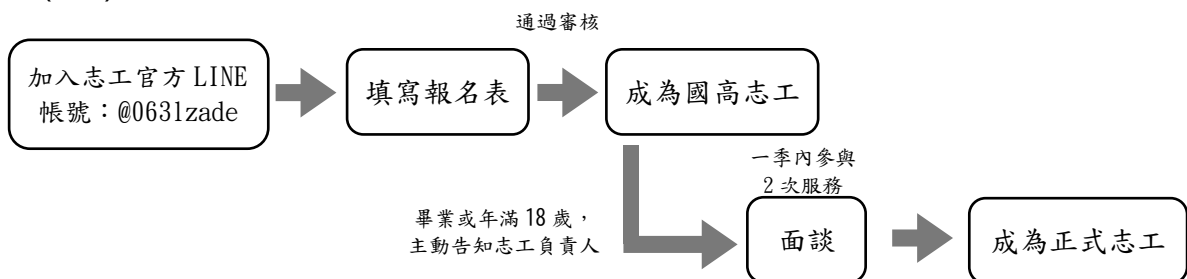 通過審核
加入志工官方 LINE
帳號：@063lzade
填寫報名表
成為國高志工
一季內參與
2 次服務
畢業或年滿 18 歲，
主動告知志工負責人
面談
成為正式志工